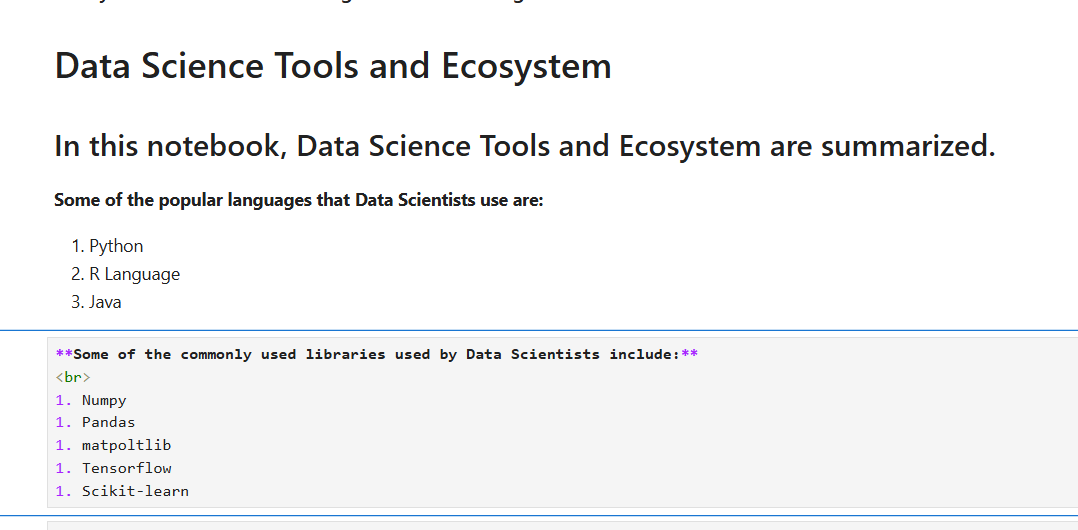 Data Science Tools and Ecosystem
In this notebook, Data Science Tools and Ecosystem are summarized.
Some of the popular languages that Data Scientists use are:
1. Python
2. R Language
3. Java
**Some of the commonly used libraries used by Data Scientists include:**
<br>
1. Numpy
1. Pandas
1. matpoltlib
1. Tensorflow
1. Scikit-learn